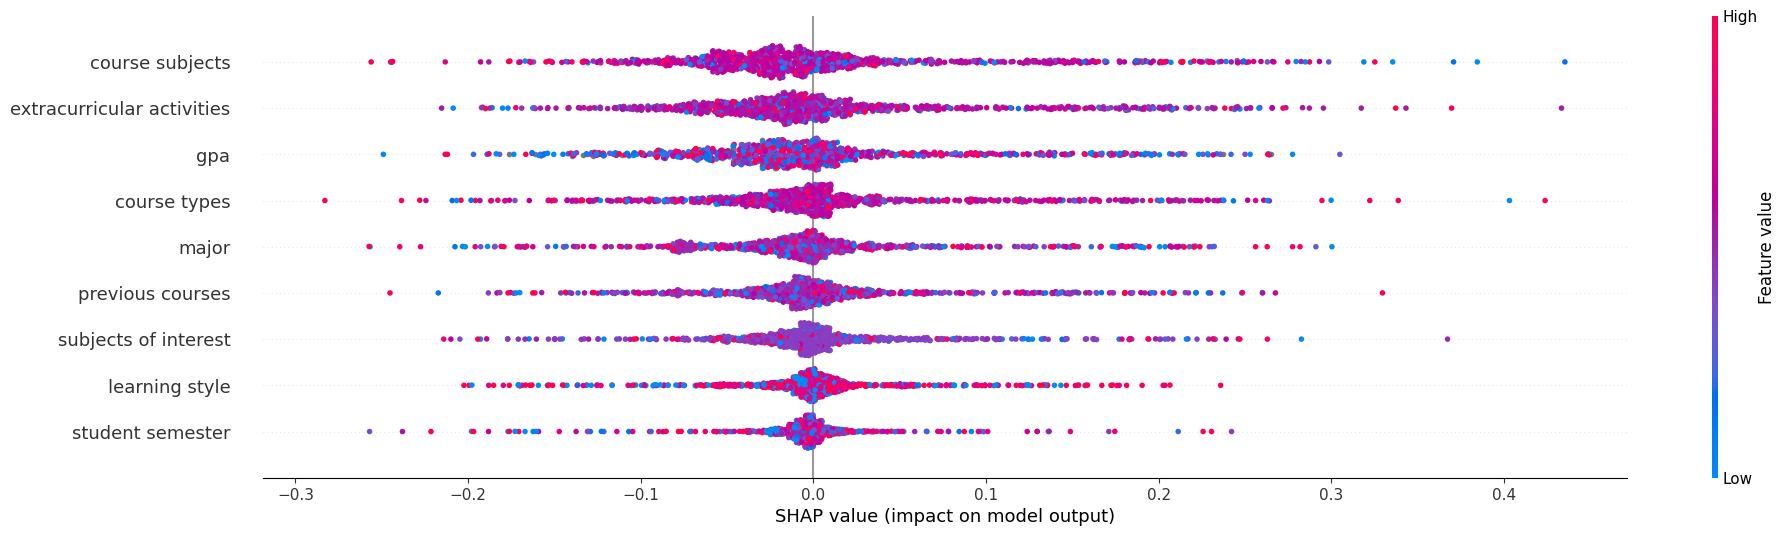 High
course subjects
extracurricular activities
gpa
course types
major
previous courses
subjects of interest
learning style
student semester
Feature value
Low
−0.3 −0.2 −0.1 0.0 0.1 0.2 0.3 0.4
SHAP value (impact on model output)